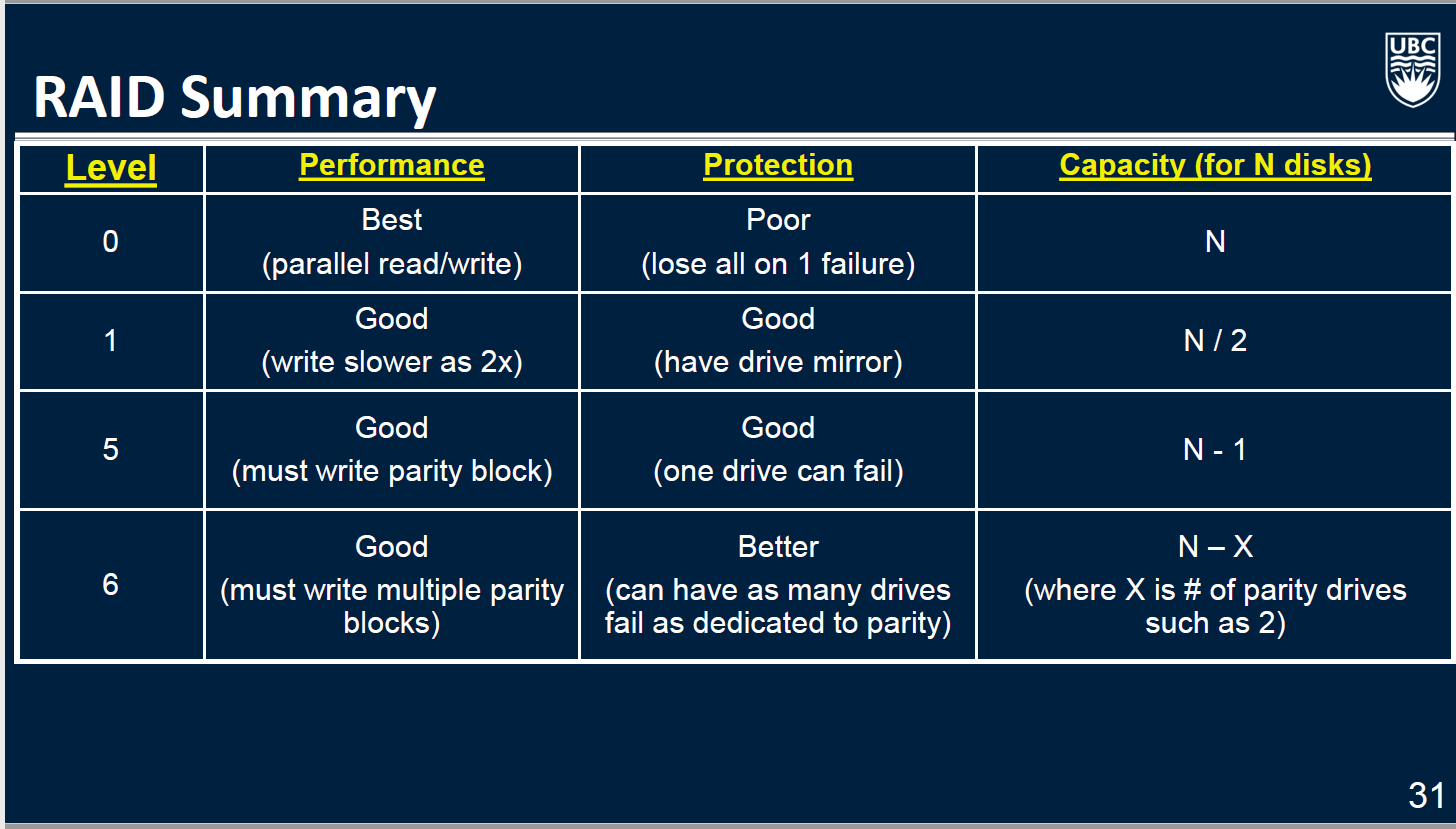 UBC
RAID Summary
Level
Performance
Protection
Capacity (for N disks)
0
Best
(parallel read/write)
Poor
(lose all on 1 failure)
N
1
Good
(write slower as 2x)
Good
(have drive mirror)
N / 2
5
Good
(must write parity block)
Good
(one drive can fail)
N - 1
6
Good
(must write multiple parity
blocks)
Better
(can have as many drives
fail as dedicated to parity)
N – X
(where X is # of parity drives
such as 2)
31